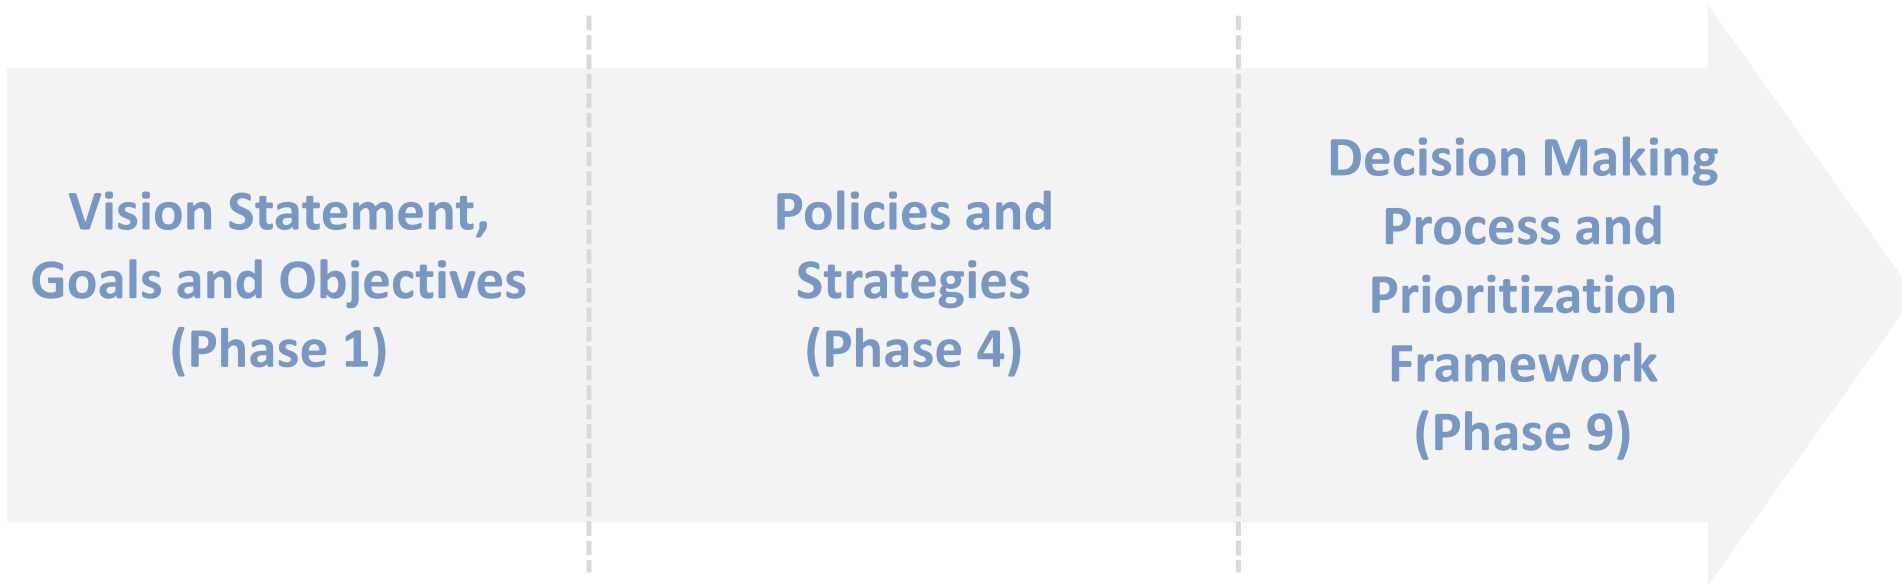 Vision Statement,
Goals and Objectives
(Phase 1)
Policies and
Strategies
(Phase 4)
Decision Making
Process and
Prioritization
Framework
(Phase 9)